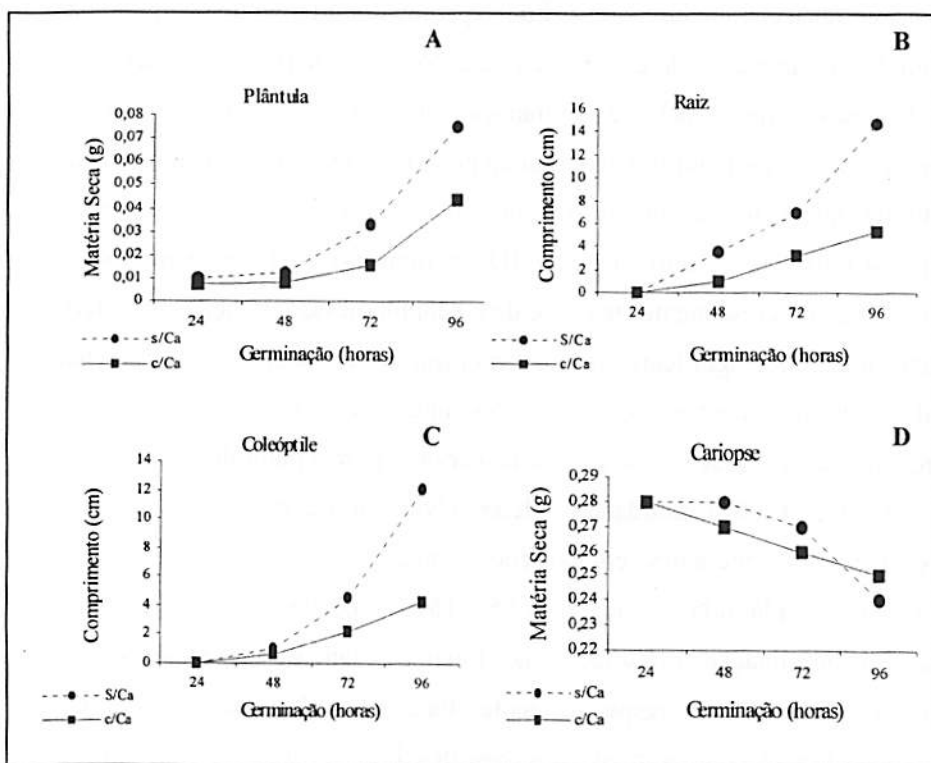 A
Plântula
Matéria Seca (g)
0,08
0,07
0,06
0,05
0,04
0,03
0,02
0,01
0
24 48 72 96
s/Ca
c/Ca
Germinação (horas)
B
Raiz
Comprimento (cm)
16
14
12
10
8
6
4
2
0
24 48 72 96
S/Ca
c/Ca
Germinação (horas)
C
Coleóptile
Comprimento (cm)
14
12
10
8
6
4
2
0
24 48 72 96
S/Ca
c/Ca
Germinação (horas)
D
Cariopse
Matéria Seca (g)
0,29
0,28
0,27
0,26
0,25
0,24
0,23
0,22
24 48 72 96
s/Ca
c/Ca
Germinação (horas)